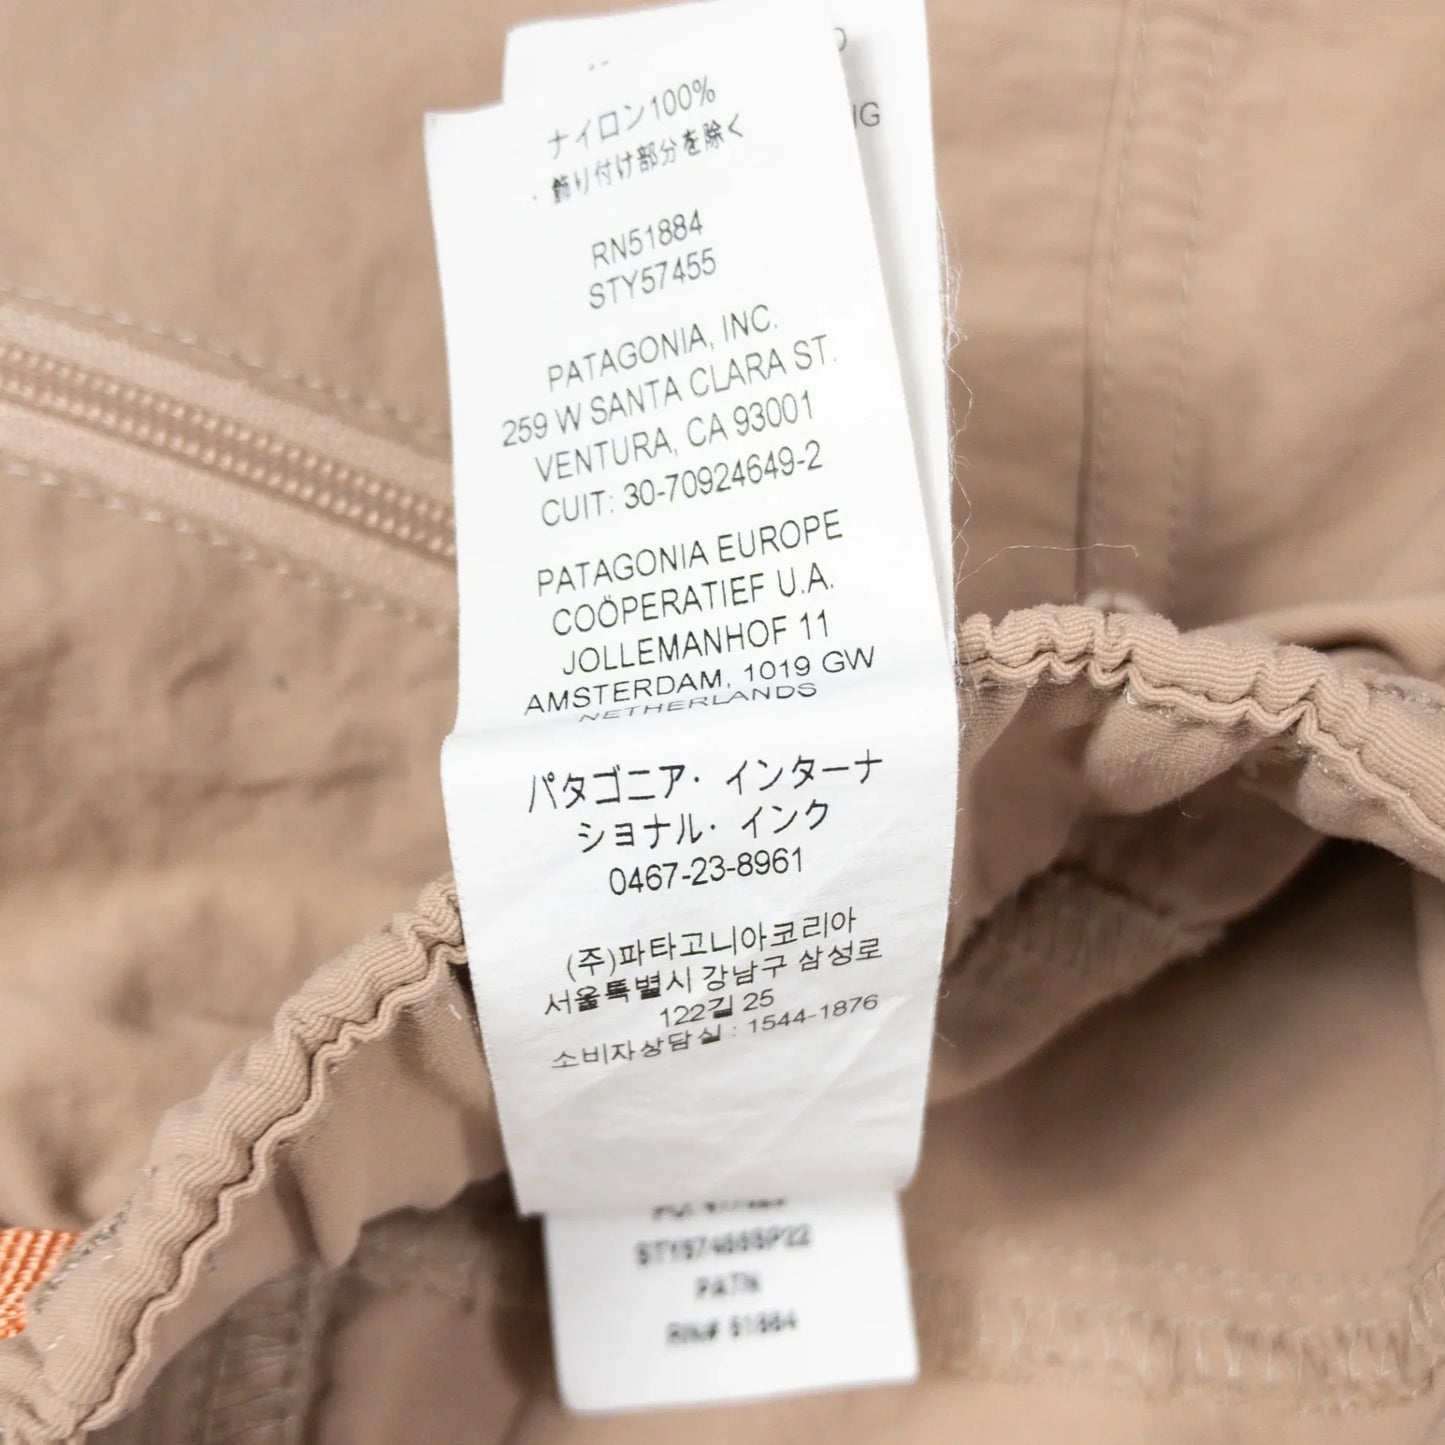 ナイロン100%
飾り付け部分を除く
RN51884
STY57455
PATAGONIA, INC.
259 W SANTA CLARA ST.
VENTURA, CA 93001
CUIT: 30-70924649-2
PATAGONIA EUROPE
COÖPERATIEF U.A.
JOLLEMANHOF 11
AMSTERDAM, 1019 GW
NETHERLANDS
パタゴニア・インターナ
ショナル・インク
0467-23-8961
(주)파타고니아코리아
서울특별시 강남구 삼성로
122길 25
소비자상담실 : 1544-1876
STY57455SP22
PATN
RIN# 51884